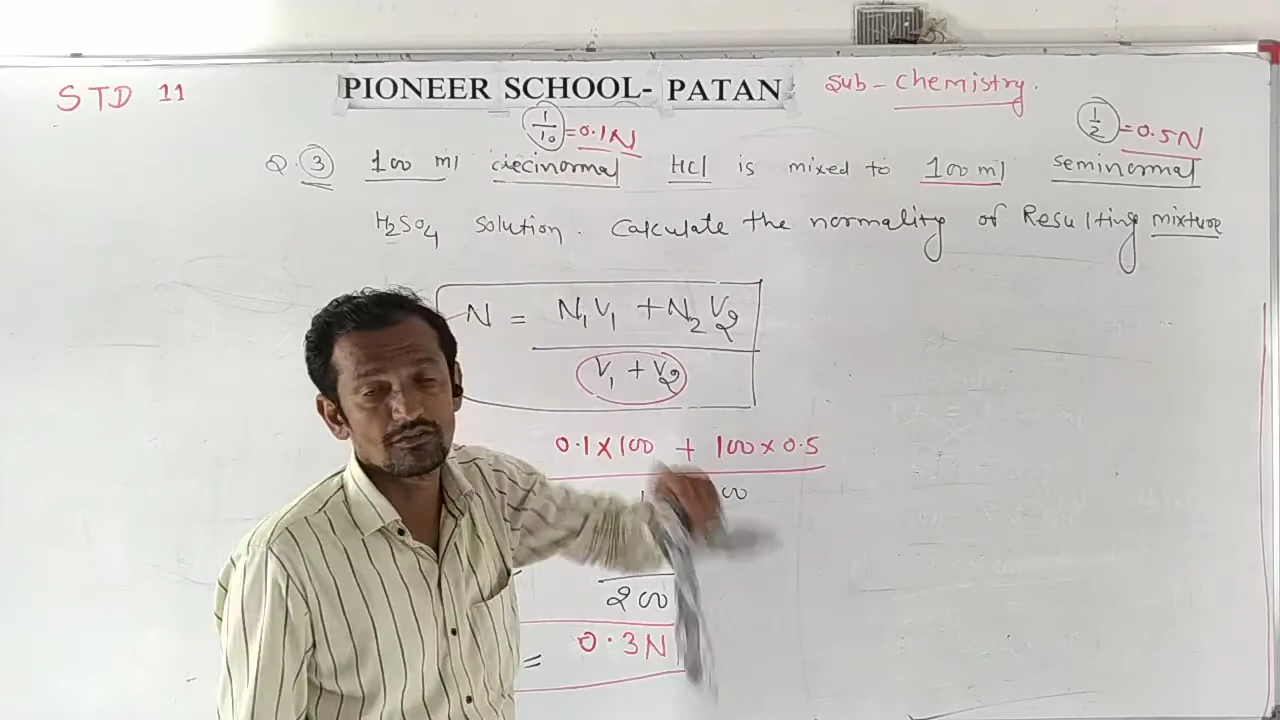 STD 11
PIONEER SCHOOL- PATAN
Sub - Chemistry.
1/10 = 0.1N
1/2 = 0.5N
Q. 3 100 ml decinormal HCl is mixed to 100 ml seminormal
H2SO4 solution. Calculate the normality of Resulting mixture
N = N1V1 + N2V2
V1 + V2
0.1 x 100 + 100 x 0.5
200
= 0.3N